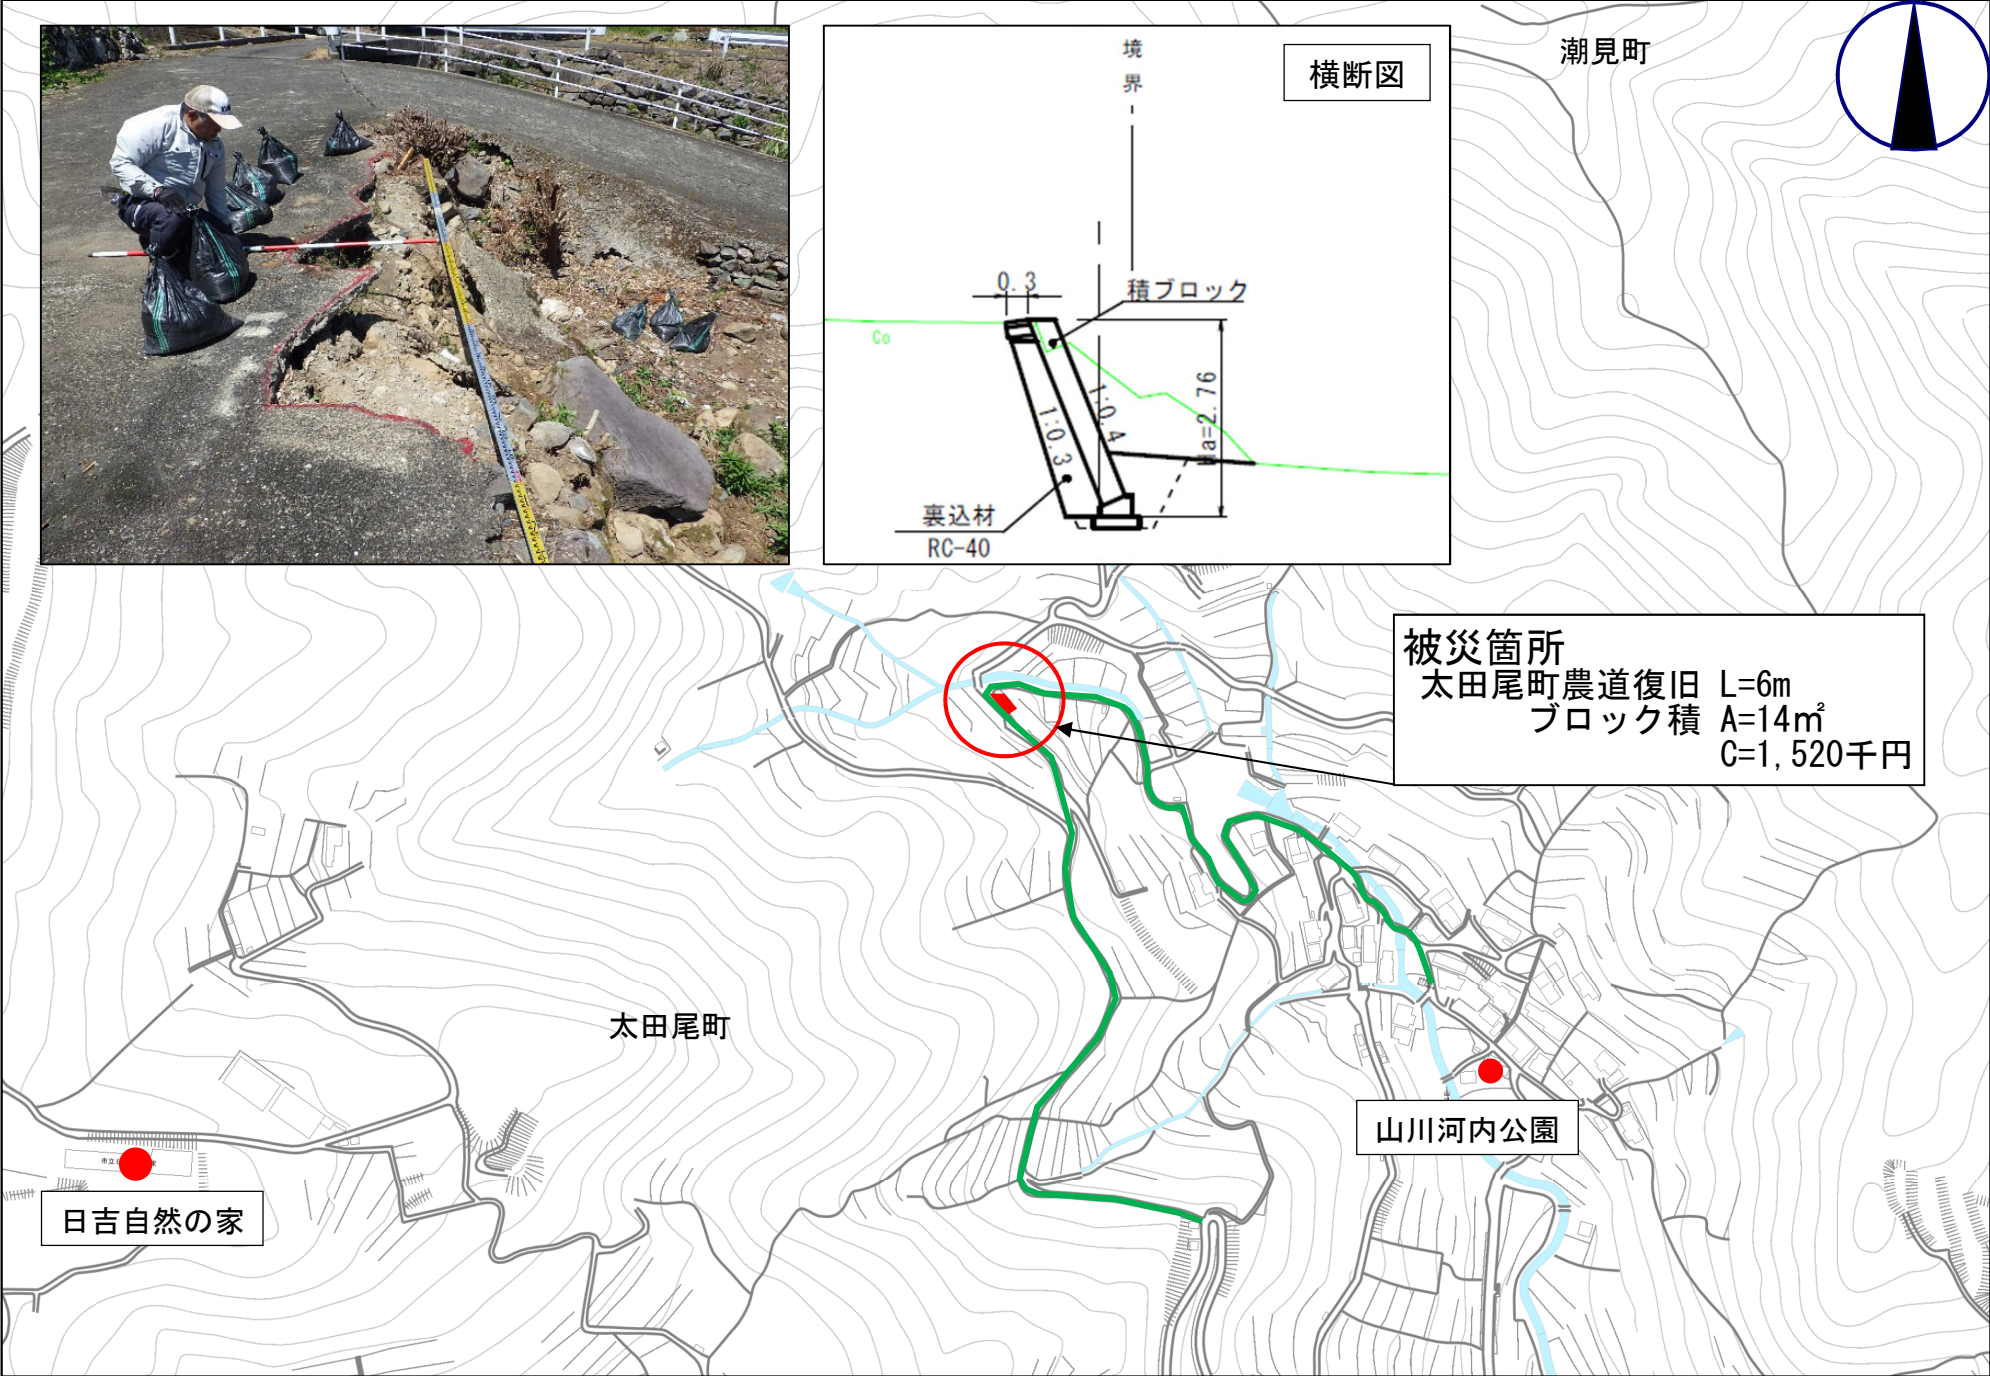 潮見町
横断図
境
界
0.3
積ブロック
Co
1:0.4
1:0.3
Ha=2.76
裏込材
RC-40
被災箇所
太田尾町農道復旧 L=6m
ブロック積 A=14㎡
C=1,520千円
太田尾町
山川河内公園
日吉自然の家